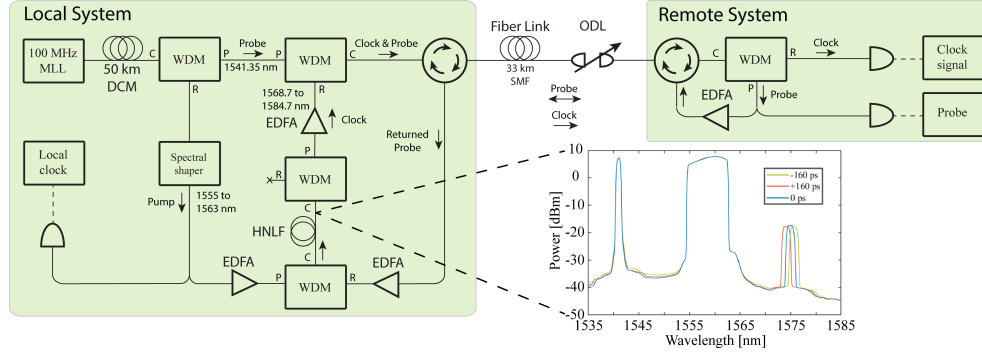 Local System
100 MHz
MLL
50 km
DCM
C
WDM
P
R
Probe
1541.35 nm
P
WDM
C
R
Clock & Probe
1568.7 to
1584.7 nm
EDFA
Clock
P
WDM
R
C
HNLF
C
WDM
P
R
EDFA
EDFA
Returned
Probe
Local
clock
Spectral
shaper
Pump
1555 to
1563 nm
Fiber Link
33 km
SMF
ODL
Probe
Clock
Remote System
C
WDM
R
P
Clock
Probe
EDFA
Clock
signal
Probe
10
0
-10
-20
-30
-40
-50
Power [dBm]
-160 ps
+160 ps
0 ps
1535 1545 1555 1565 1575 1585
Wavelength [nm]